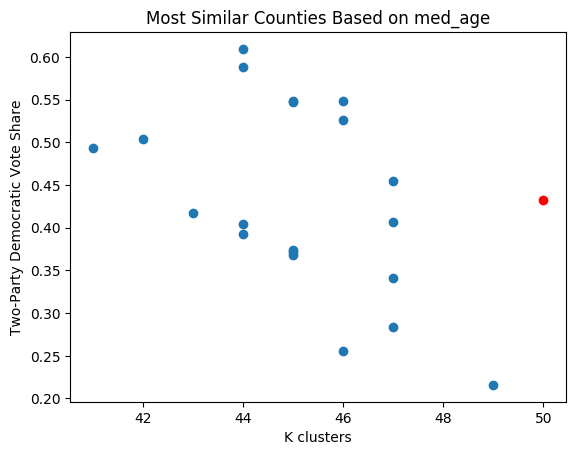 Most Similar Counties Based on med_age
Two-Party Democratic Vote Share
0.60
0.55
0.50
0.45
0.40
0.35
0.30
0.25
0.20
42 44 46 48 50
K clusters